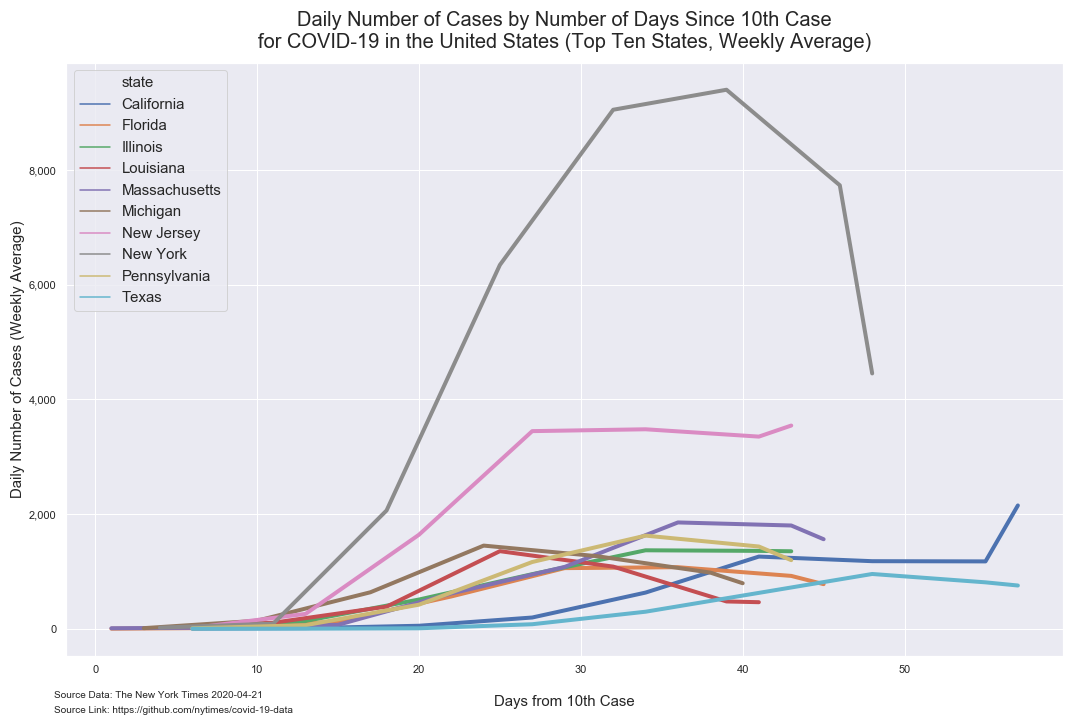 Daily Number of Cases by Number of Days Since 10th Case
for COVID-19 in the United States (Top Ten States, Weekly Average)
state
California
Florida
Illinois
Louisiana
Massachusetts
Michigan
New Jersey
New York
Pennsylvania
Texas
Daily Number of Cases (Weekly Average)
8,000
6,000
4,000
2,000
0
0
10
20
30
40
50
Days from 10th Case
Source Data: The New York Times 2020-04-21
Source Link: https://github.com/nytimes/covid-19-data